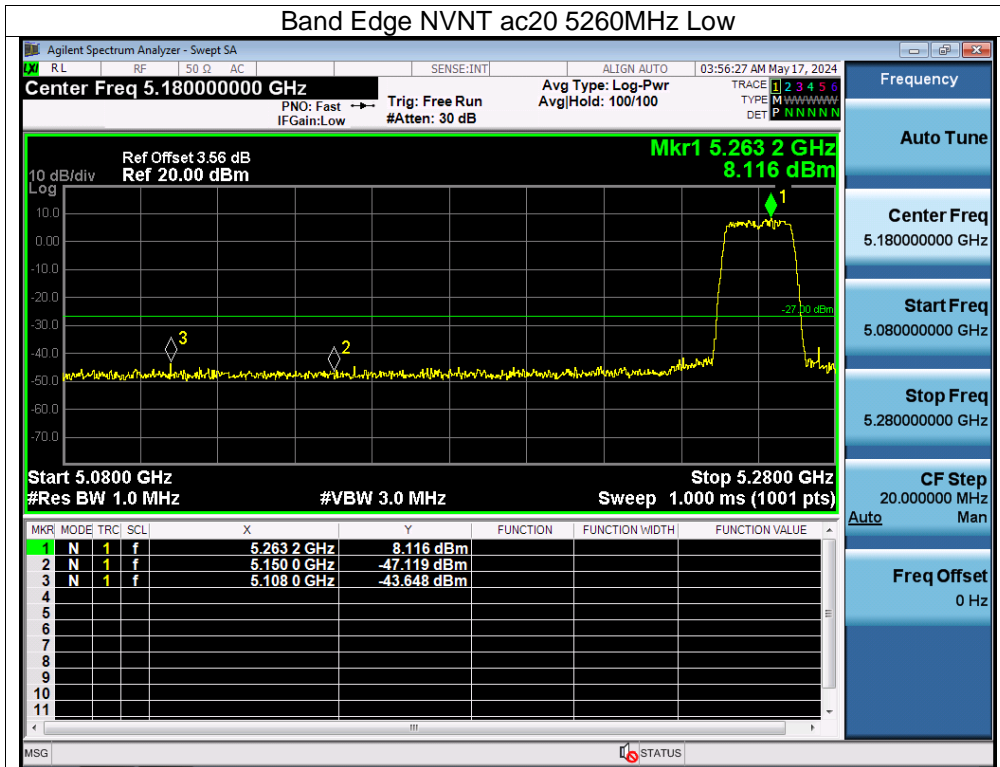 Band Edge NVNT ac20 5260MHz Low
Agilent Spectrum Analyzer - Swept SA
LXI RL RF 50 Ω AC SENSE:INT ALIGN AUTO 03:56:27 AM May 17, 2024
Center Freq 5.180000000 GHz
PNO: Fast Trig: Free Run
IFGain:Low #Atten: 30 dB
Avg Type: Log-Pwr
Avg|Hold: 100/100
TRACE 1 2 3 4 5 6
TYPE M W W W W W
DET P N N N N N
Ref Offset 3.56 dB
10 dB/div Ref 20.00 dBm
Log
Mkr1 5.263 2 GHz
8.116 dBm
10.0
0.00
-10.0
-20.0
-30.0
-40.0
-50.0
-60.0
-70.0
1
2
3
-27.00 dBm
Start 5.0800 GHz Stop 5.2800 GHz
#Res BW 1.0 MHz #VBW 3.0 MHz Sweep 1.000 ms (1001 pts)
MKR MODE TRC SCL X Y FUNCTION FUNCTION WIDTH FUNCTION VALUE
1 N 1 f 5.263 2 GHz 8.116 dBm
2 N 1 f 5.150 0 GHz -47.119 dBm
3 N 1 f 5.108 0 GHz -43.648 dBm
4
5
6
7
8
9
10
11
MSG STATUS
Frequency
Auto Tune
Center Freq
5.180000000 GHz
Start Freq
5.080000000 GHz
Stop Freq
5.280000000 GHz
CF Step
20.000000 MHz
Auto Man
Freq Offset
0 Hz